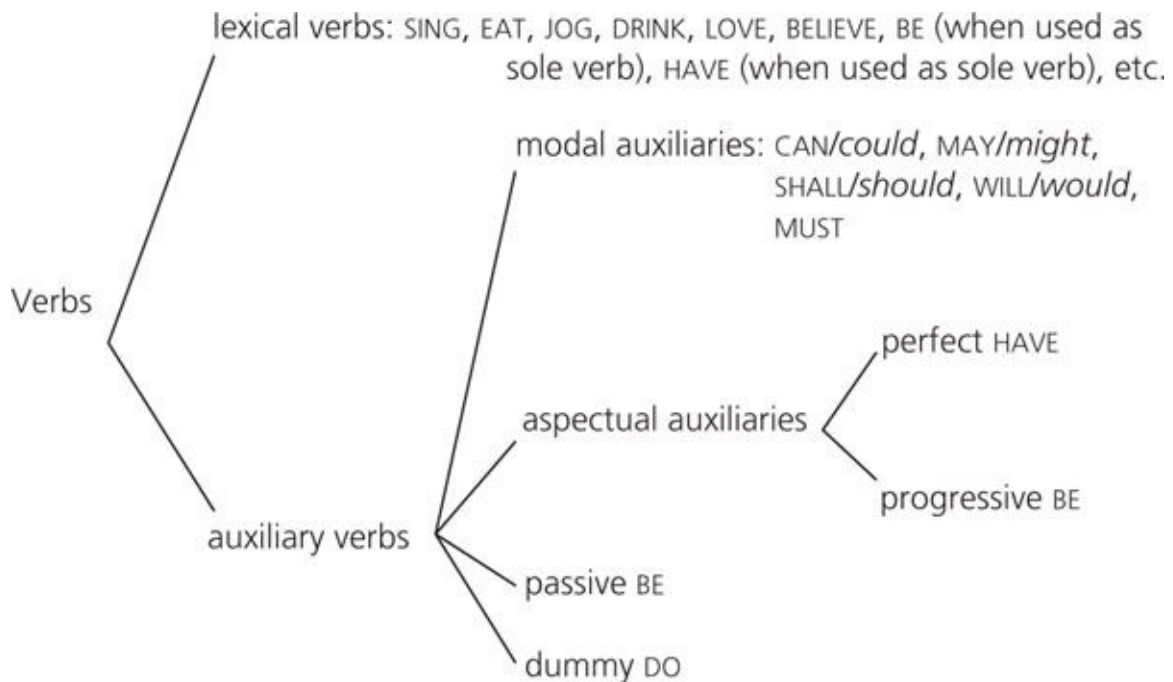 lexical verbs: SING, EAT, JOG, DRINK, LOVE, BELIEVE, BE (when used as
sole verb), HAVE (when used as sole verb), etc.
modal auxiliaries: CAN/could, MAY/might,
SHALL/should, WILL/would,
MUST
Verbs
perfect HAVE
aspectual auxiliaries
progressive BE
auxiliary verbs
passive BE
dummy DO